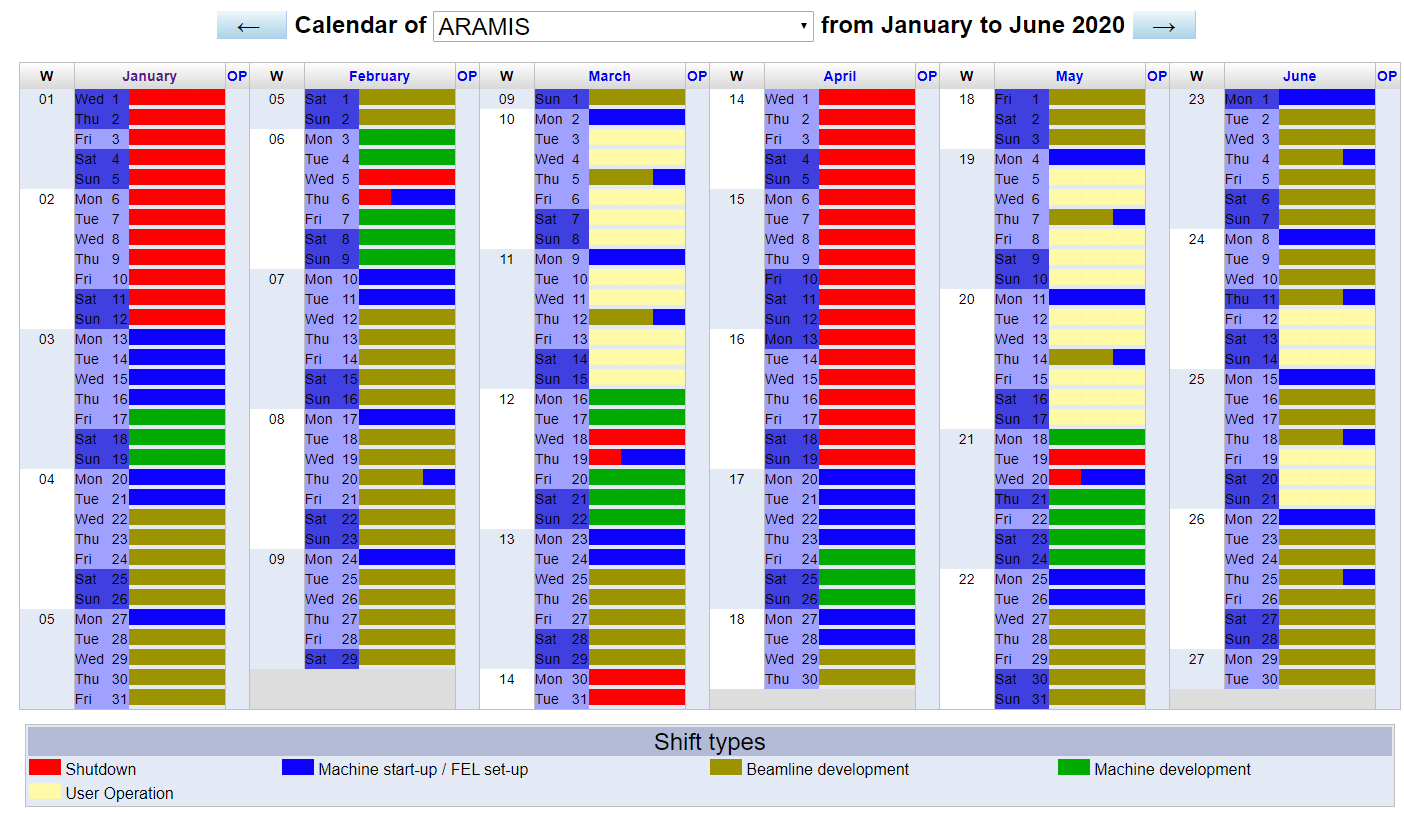 ← Calendar of ARAMIS from January to June 2020 →
W January OP W February OP W March OP W April OP W May OP W June OP
01 Wed 1 05 Sat 1 09 Sun 1 14 Wed 1 18 Fri 1 23 Mon 1
Thu 2 Sun 2 10 Mon 2 Thu 2 Sat 2 Tue 2
Fri 3 06 Mon 3 Tue 3 Fri 3 Sun 3 Wed 3
Sat 4 Tue 4 Wed 4 Sat 4 19 Mon 4 Thu 4
Sun 5 Wed 5 Thu 5 Sun 5 Tue 5 Fri 5
02 Mon 6 Thu 6 Fri 6 15 Mon 6 Wed 6 Sat 6
Tue 7 Fri 7 Sat 7 Tue 7 Thu 7 Sun 7
Wed 8 Sat 8 Sun 8 Wed 8 Fri 8 24 Mon 8
Thu 9 Sun 9 11 Mon 9 Thu 9 Sat 9 Tue 9
Fri 10 07 Mon 10 Tue 10 Fri 10 Sun 10 Wed 10
Sat 11 Tue 11 Wed 11 Sat 11 20 Mon 11 Thu 11
Sun 12 Wed 12 Thu 12 Sun 12 Tue 12 Fri 12
03 Mon 13 Thu 13 Fri 13 16 Mon 13 Wed 13 Sat 13
Tue 14 Fri 14 Sat 14 Tue 14 Thu 14 Sun 14
Wed 15 Sat 15 Sun 15 Wed 15 Fri 15 25 Mon 15
Thu 16 Sun 16 12 Mon 16 Thu 16 Sat 16 Tue 16
Fri 17 08 Mon 17 Tue 17 Fri 17 Sun 17 Wed 17
Sat 18 Tue 18 Wed 18 Sat 18 21 Mon 18 Thu 18
Sun 19 Wed 19 Thu 19 Sun 19 Tue 19 Fri 19
04 Mon 20 Thu 20 Fri 20 17 Mon 20 Wed 20 Sat 20
Tue 21 Fri 21 Sat 21 Tue 21 Thu 21 Sun 21
Wed 22 Sat 22 Sun 22 Wed 22 Fri 22 26 Mon 22
Thu 23 Sun 23 13 Mon 23 Thu 23 Sat 23 Tue 23
Fri 24 09 Mon 24 Tue 24 Fri 24 Sun 24 Wed 24
Sat 25 Tue 25 Wed 25 Sat 25 22 Mon 25 Thu 25
Sun 26 Wed 26 Thu 26 Sun 26 Tue 26 Fri 26
05 Mon 27 Thu 27 Fri 27 18 Mon 27 Wed 27 Sat 27
Tue 28 Fri 28 Sat 28 Tue 28 Thu 28 Sun 28
Wed 29 Sat 29 Sun 29 Wed 29 Fri 29 27 Mon 29
Thu 30 14 Mon 30 Thu 30 Sat 30 Tue 30
Fri 31 Tue 31 Sun 31
Shift types
Shutdown Machine start-up / FEL set-up Beamline development Machine development
User Operation